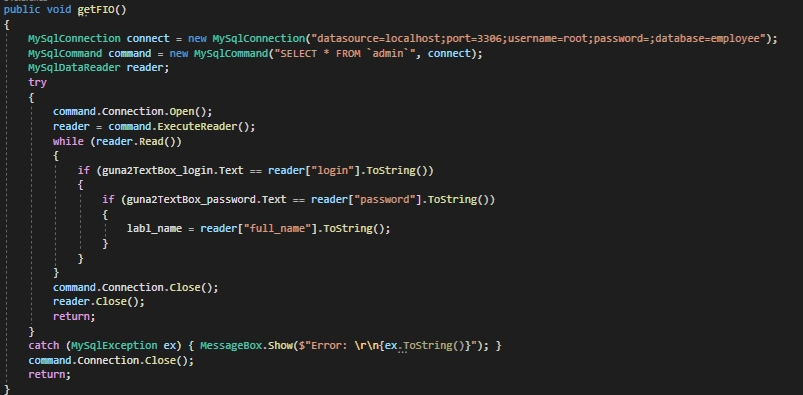 public void getFIO()
{
MySqlConnection connect = new MySqlConnection("datasource=localhost;port=3306;username=root;password=;database=employee");
MySqlCommand command = new MySqlCommand("SELECT * FROM `admin`", connect);
MySqlDataReader reader;
try
{
command.Connection.Open();
reader = command.ExecuteReader();
while (reader.Read())
{
if (guna2TextBox_login.Text == reader["login"].ToString())
{
if (guna2TextBox_password.Text == reader["password"].ToString())
{
labl_name = reader["full_name"].ToString();
}
}
}
command.Connection.Close();
reader.Close();
return;
}
catch (MySqlException ex) { MessageBox.Show($"Error: \r\n{ex.ToString()}"); }
command.Connection.Close();
return;
}